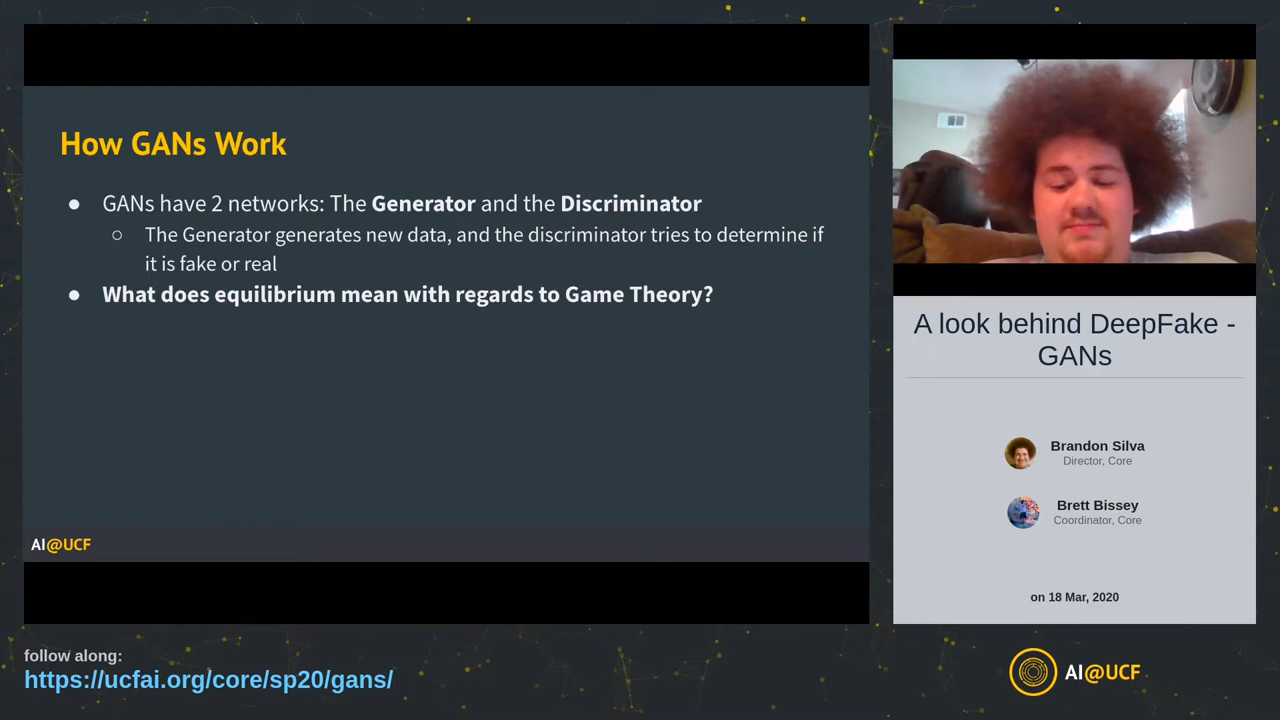 How GANs Work
● GANs have 2 networks: The Generator and the Discriminator
○ The Generator generates new data, and the discriminator tries to determine if
it is fake or real
● What does equilibrium mean with regards to Game Theory?
AI@UCF
A look behind DeepFake -
GANs
Brandon Silva
Director, Core
Brett Bissey
Coordinator, Core
on 18 Mar, 2020
follow along:
https://ucfai.org/core/sp20/gans/
AI@UCF